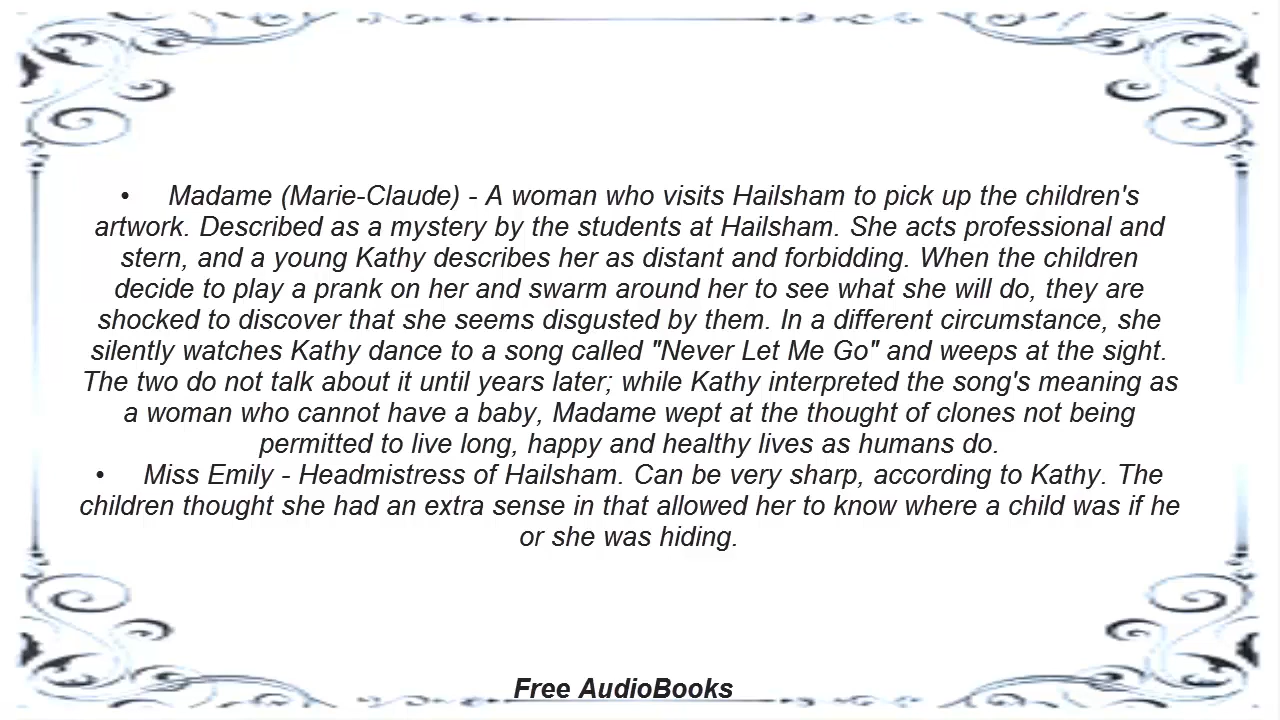 • Madame (Marie-Claude) - A woman who visits Hailsham to pick up the children's
artwork. Described as a mystery by the students at Hailsham. She acts professional and
stern, and a young Kathy describes her as distant and forbidding. When the children
decide to play a prank on her and swarm around her to see what she will do, they are
shocked to discover that she seems disgusted by them. In a different circumstance, she
silently watches Kathy dance to a song called "Never Let Me Go" and weeps at the sight.
The two do not talk about it until years later; while Kathy interpreted the song's meaning as
a woman who cannot have a baby, Madame wept at the thought of clones not being
permitted to live long, happy and healthy lives as humans do.
• Miss Emily - Headmistress of Hailsham. Can be very sharp, according to Kathy. The
children thought she had an extra sense in that allowed her to know where a child was if he
or she was hiding.
Free AudioBooks